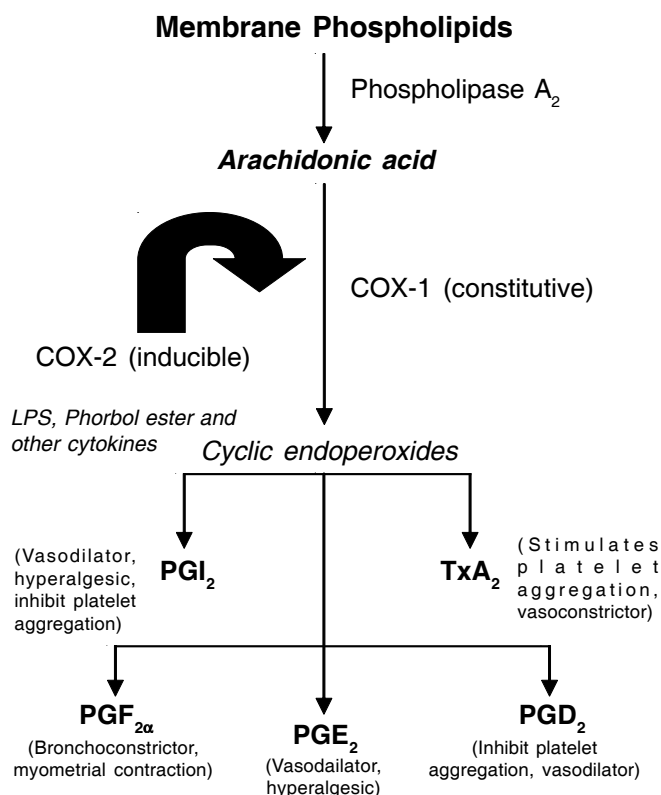 Membrane Phospholipids
Phospholipase A₂
Arachidonic acid
COX-1 (constitutive)
COX-2 (inducible)
LPS, Phorbol ester and
other cytokines
Cyclic endoperoxides
(Vasodilator,
hyperalgesic,
inhibit platelet
aggregation)
PGI₂
TxA₂
(Stimulates
platelet
aggregation,
vasoconstrictor)
PGF₂α
(Bronchoconstrictor,
myometrial contraction)
PGE₂
(Vasodailator,
hyperalgesic)
PGD₂
(Inhibit platelet
aggregation, vasodilator)